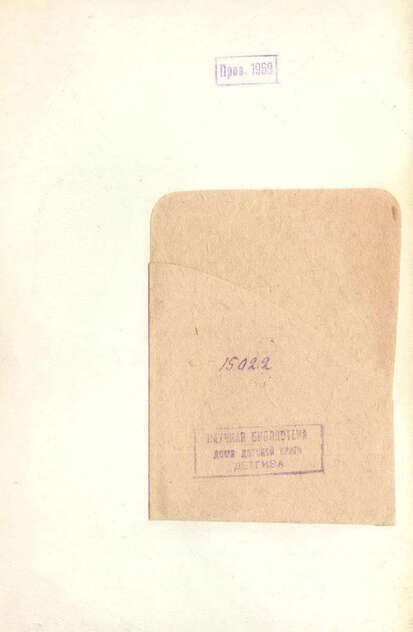 Пров. 1969
15022
НАУЧНАЯ БИБЛИОТЕКА
ДОМА ДЕТСКОЙ КНИГИ
ДЕТГИЗА